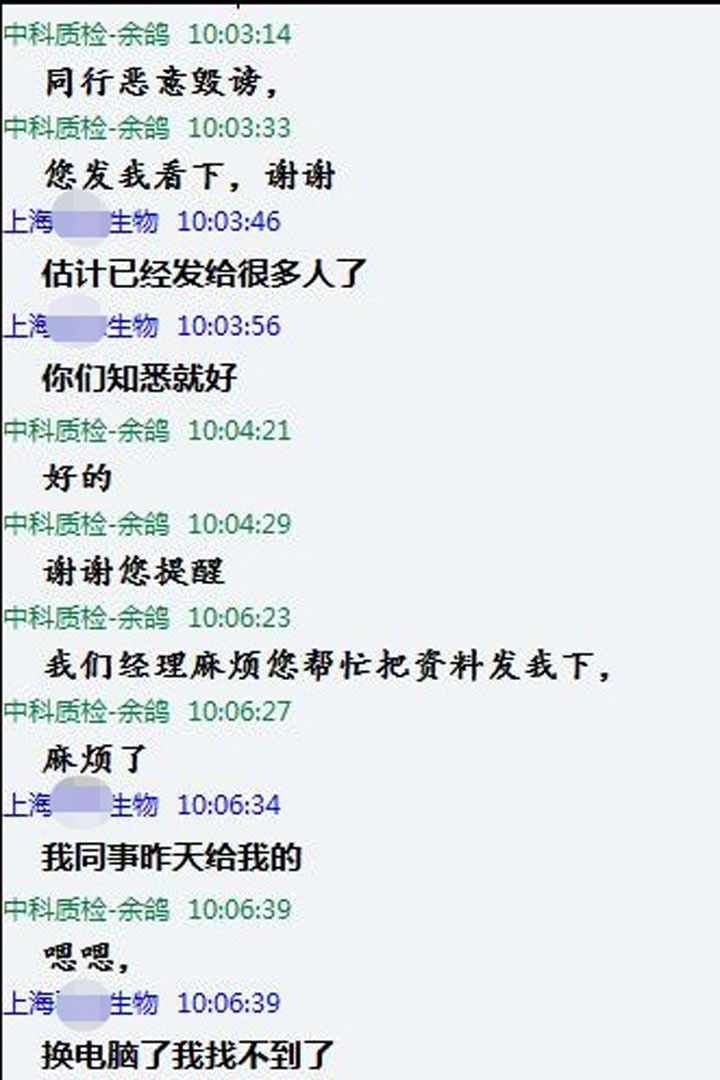 中科质检-余鸽 10:03:14
同行恶意毁谤，
中科质检-余鸽 10:03:33
您发我看下，谢谢
上海 生物 10:03:46
估计已经发给很多人了
上海 生物 10:03:56
你们知悉就好
中科质检-余鸽 10:04:21
好的
中科质检-余鸽 10:04:29
谢谢您提醒
中科质检-余鸽 10:06:23
我们经理麻烦您帮忙把资料发我下，
中科质检-余鸽 10:06:27
麻烦了
上海 生物 10:06:34
我同事昨天给我的
中科质检-余鸽 10:06:39
嗯嗯，
上海 生物 10:06:39
换电脑了我找不到了